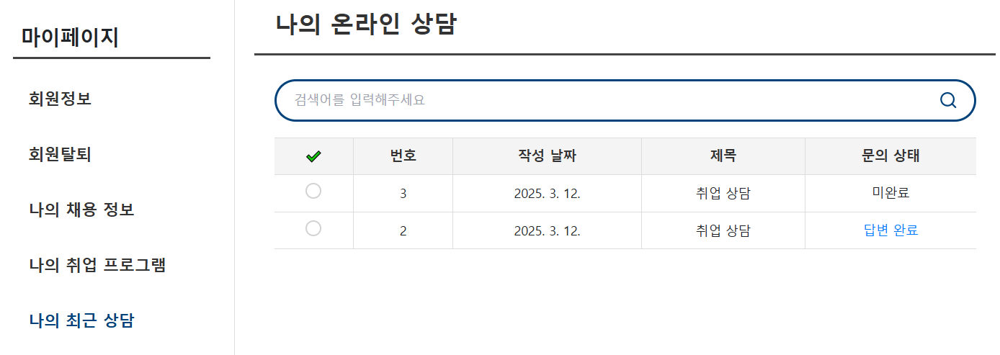 마이페이지
회원정보
회원탈퇴
나의 채용 정보
나의 취업 프로그램
나의 최근 상담
나의 온라인 상담
검색어를 입력해주세요
번호 작성 날짜 제목 문의 상태
3 2025. 3. 12. 취업 상담 미완료
2 2025. 3. 12. 취업 상담 답변 완료